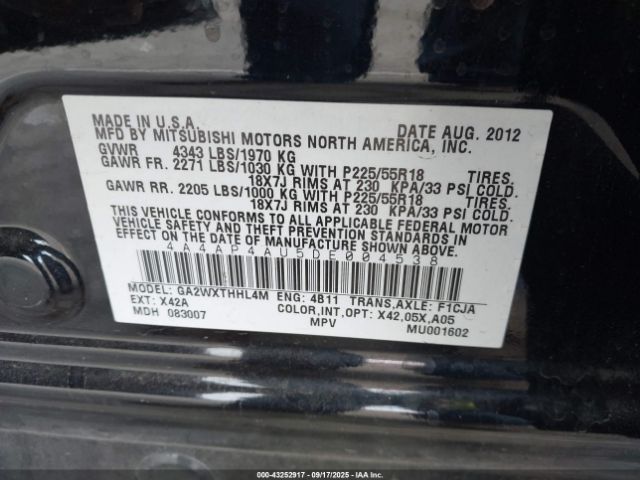 MADE IN U.S.A. DATE AUG. 2012
MFD BY MITSUBISHI MOTORS NORTH AMERICA, INC.
GVWR 4343 LBS/1970 KG
GAWR FR. 2271 LBS/1030 KG WITH P225/55R18 TIRES,
18X7J RIMS AT 230 KPA/33 PSI COLD.
GAWR RR. 2205 LBS/1000 KG WITH P225/55R18 TIRES,
18X7J RIMS AT 230 KPA/33 PSI COLD.
THIS VEHICLE CONFORMS TO ALL APPLICABLE FEDERAL MOTOR
VEHICLE SAFETY AND THEFT PREVENTION STANDARDS IN
EFFECT ON THE DATE OF MANUFACTURE SHOWN ABOVE.
4A4AP4AU5DE004538
MODEL: GA2WXTHHL4M ENG: 4B11 TRANS,AXLE: F1CJA
EXT: X42A COLOR,INT,OPT: X42,05X,A05
MDH 083007 MPV MU001602
000-43252917 - 09/17/2025 - IAA Inc.